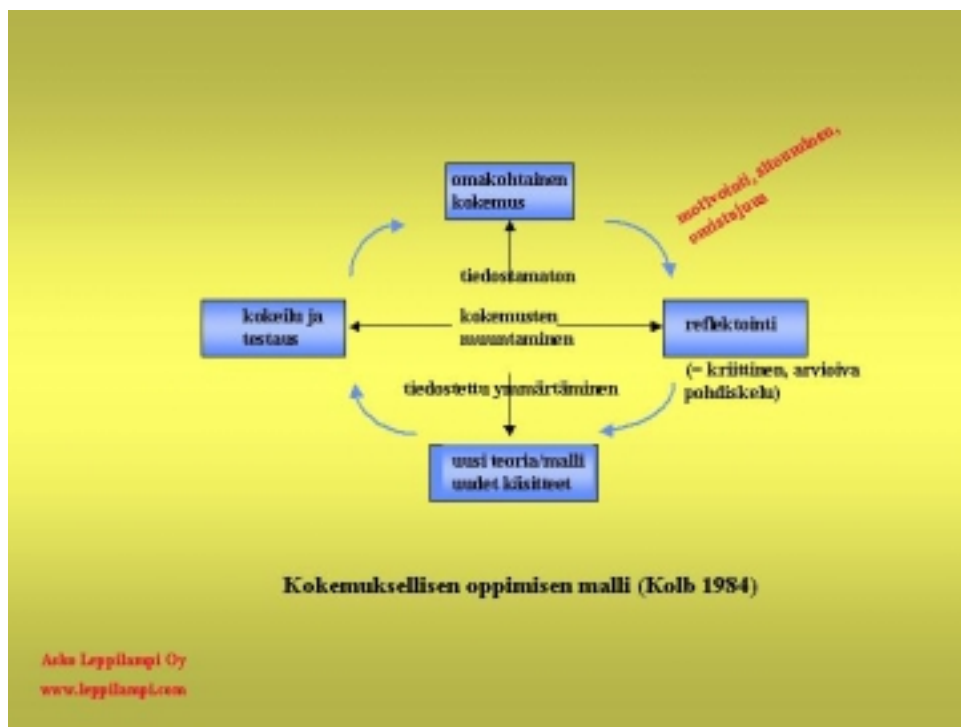 omakohtainen
kokemus
motivointi, sitoutuminen,
omistajuus
tiedostamaton
kokeilu ja
testaus
kokemusten
muuntaminen
reflektointi
(= kriittinen, arvioiva
pohdiskelu)
tiedostettu ymmärtäminen
uusi teoria/malli
uudet käsitteet
Kokemuksellisen oppimisen malli (Kolb 1984)
Asko Leppilampi Oy
www.leppilampi.com